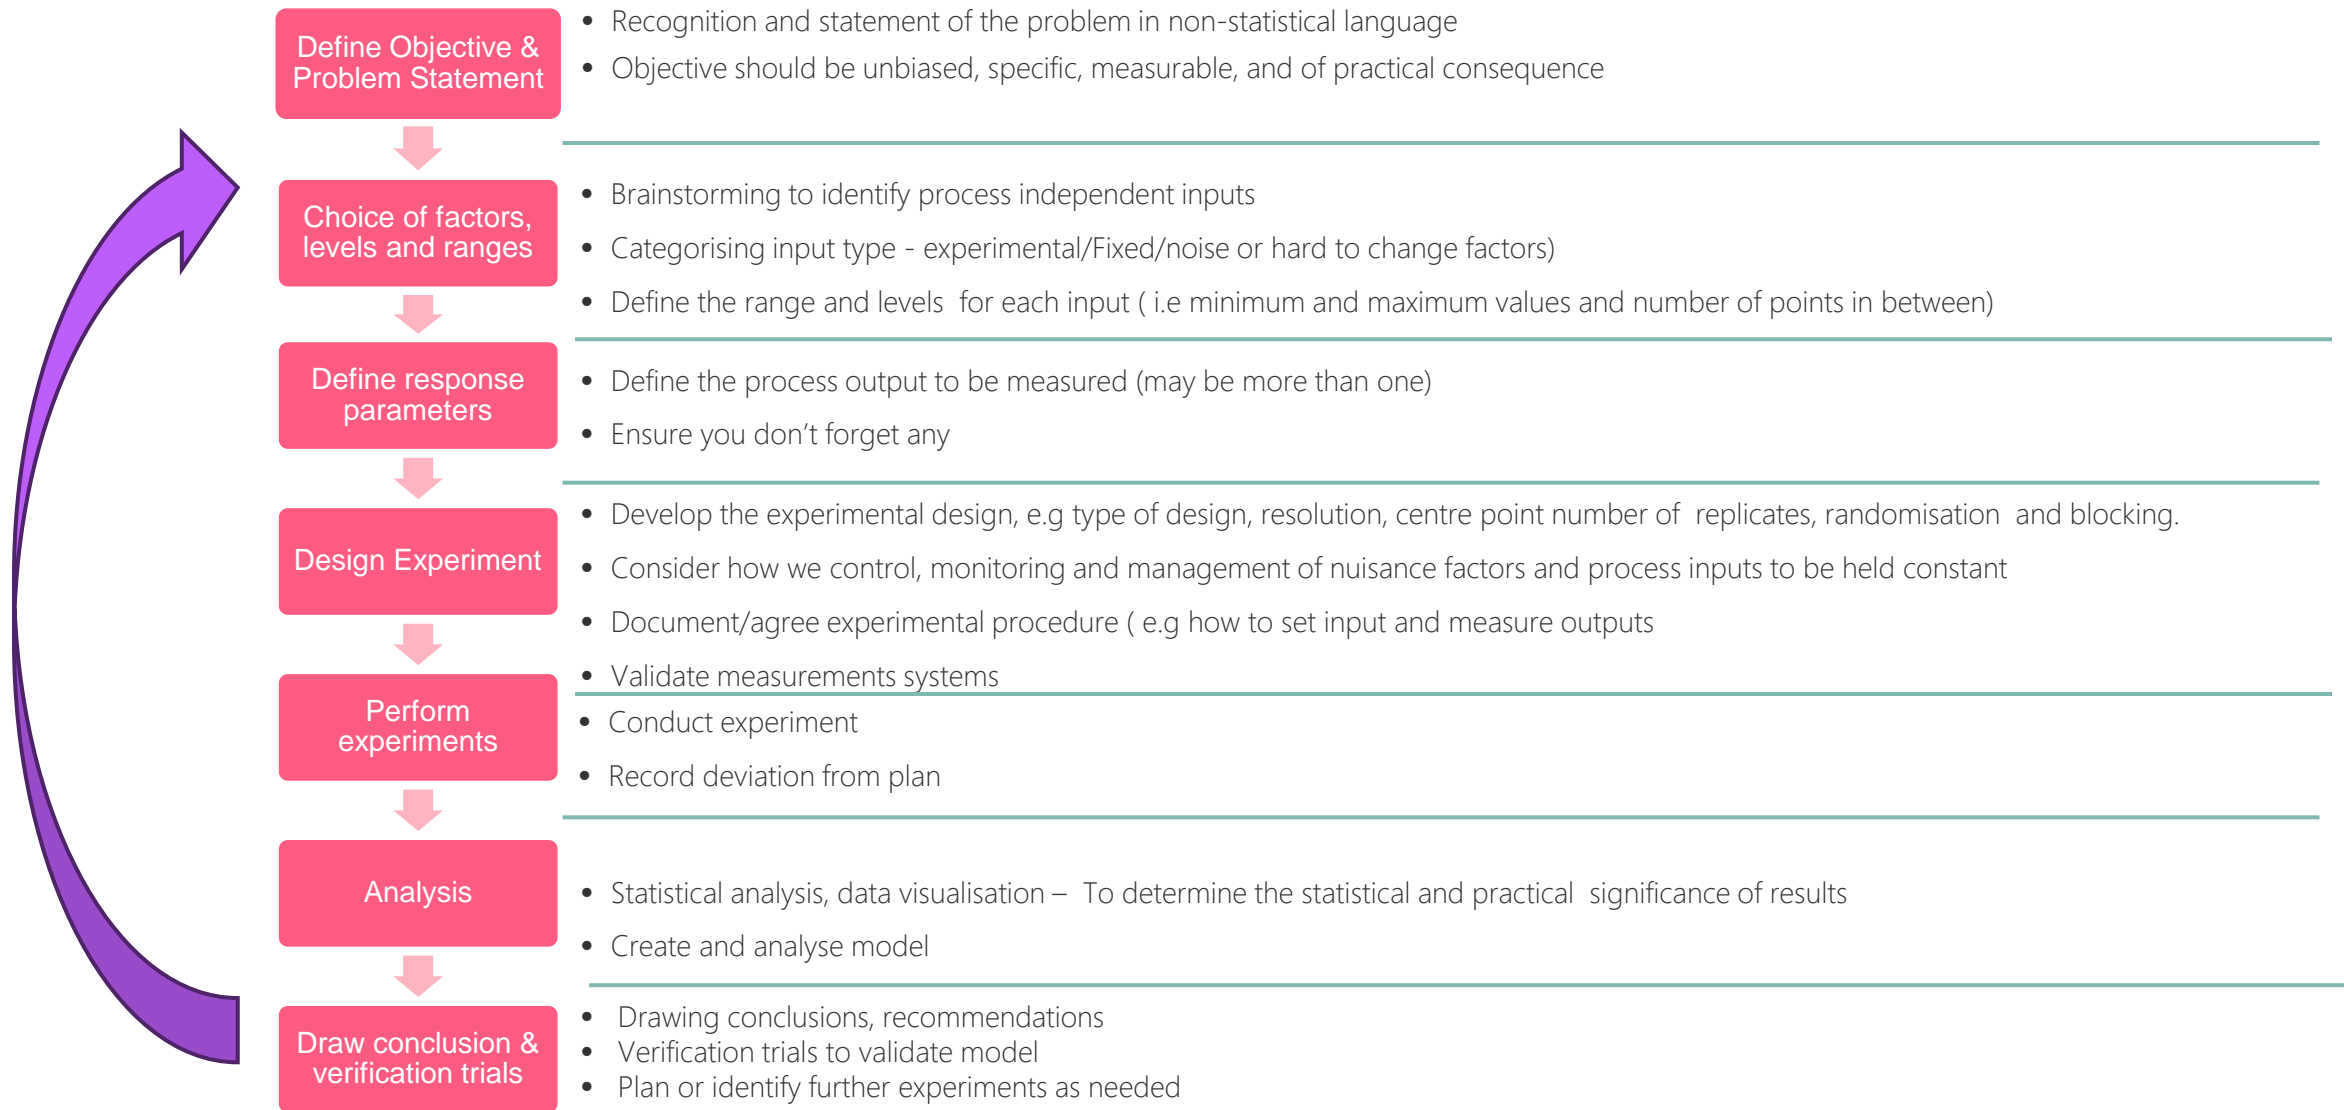 Define Objective &
Problem Statement
• Recognition and statement of the problem in non-statistical language
• Objective should be unbiased, specific, measurable, and of practical consequence
Choice of factors,
levels and ranges
• Brainstorming to identify process independent inputs
• Categorising input type - experimental/Fixed/noise or hard to change factors)
• Define the range and levels  for each input ( i.e minimum and maximum values and number of points in between)
Define response
parameters
• Define the process output to be measured (may be more than one)
• Ensure you don’t forget any
Design Experiment
• Develop the experimental design, e.g type of design, resolution, centre point number of  replicates, randomisation  and blocking.
• Consider how we control, monitoring and management of nuisance factors and process inputs to be held constant
• Document/agree experimental procedure ( e.g how to set input and measure outputs
• Validate measurements systems
Perform
experiments
• Conduct experiment
• Record deviation from plan
Analysis
• Statistical analysis, data visualisation –  To determine the statistical and practical  significance of results
• Create and analyse model
Draw conclusion &
verification trials
• Drawing conclusions, recommendations
• Verification trials to validate model
• Plan or identify further experiments as needed